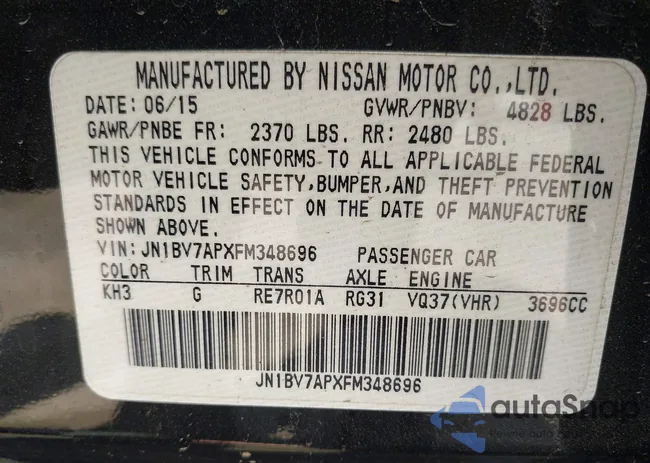 MANUFACTURED BY NISSAN MOTOR CO.,LTD.
DATE: 06/15 GVWR/PNBV: 4828 LBS.
GAWR/PNBE FR: 2370 LBS. RR: 2480 LBS.
THIS VEHICLE CONFORMS TO ALL APPLICABLE FEDERAL
MOTOR VEHICLE SAFETY,BUMPER,AND THEFT PREVENTION
STANDARDS IN EFFECT ON THE DATE OF MANUFACTURE
SHOWN ABOVE.
VIN:JN1BV7APXFM348696 PASSENGER CAR
COLOR TRIM TRANS AXLE ENGINE
KH3 G RE7R01A RG31 VQ37(VHR) 3696CC
JN1BV7APXFM348696
autoSnap